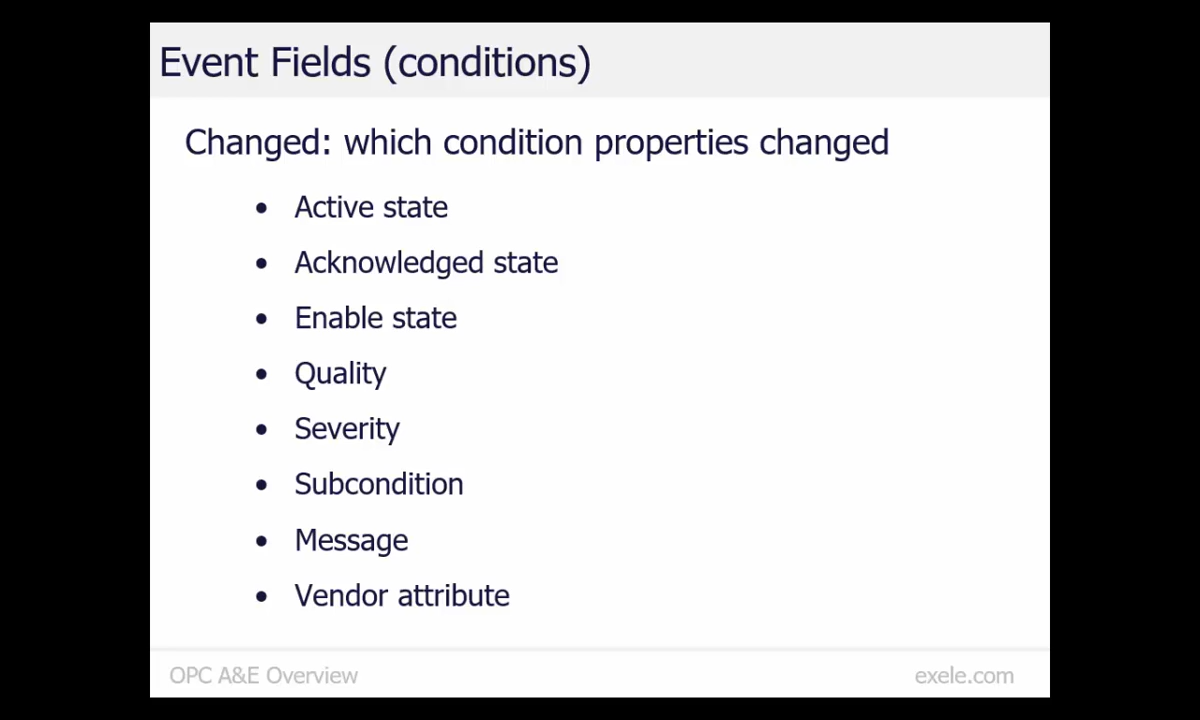 Event Fields (conditions)
Changed: which condition properties changed
• Active state
• Acknowledged state
• Enable state
• Quality
• Severity
• Subcondition
• Message
• Vendor attribute
OPC A&E Overview
exele.com